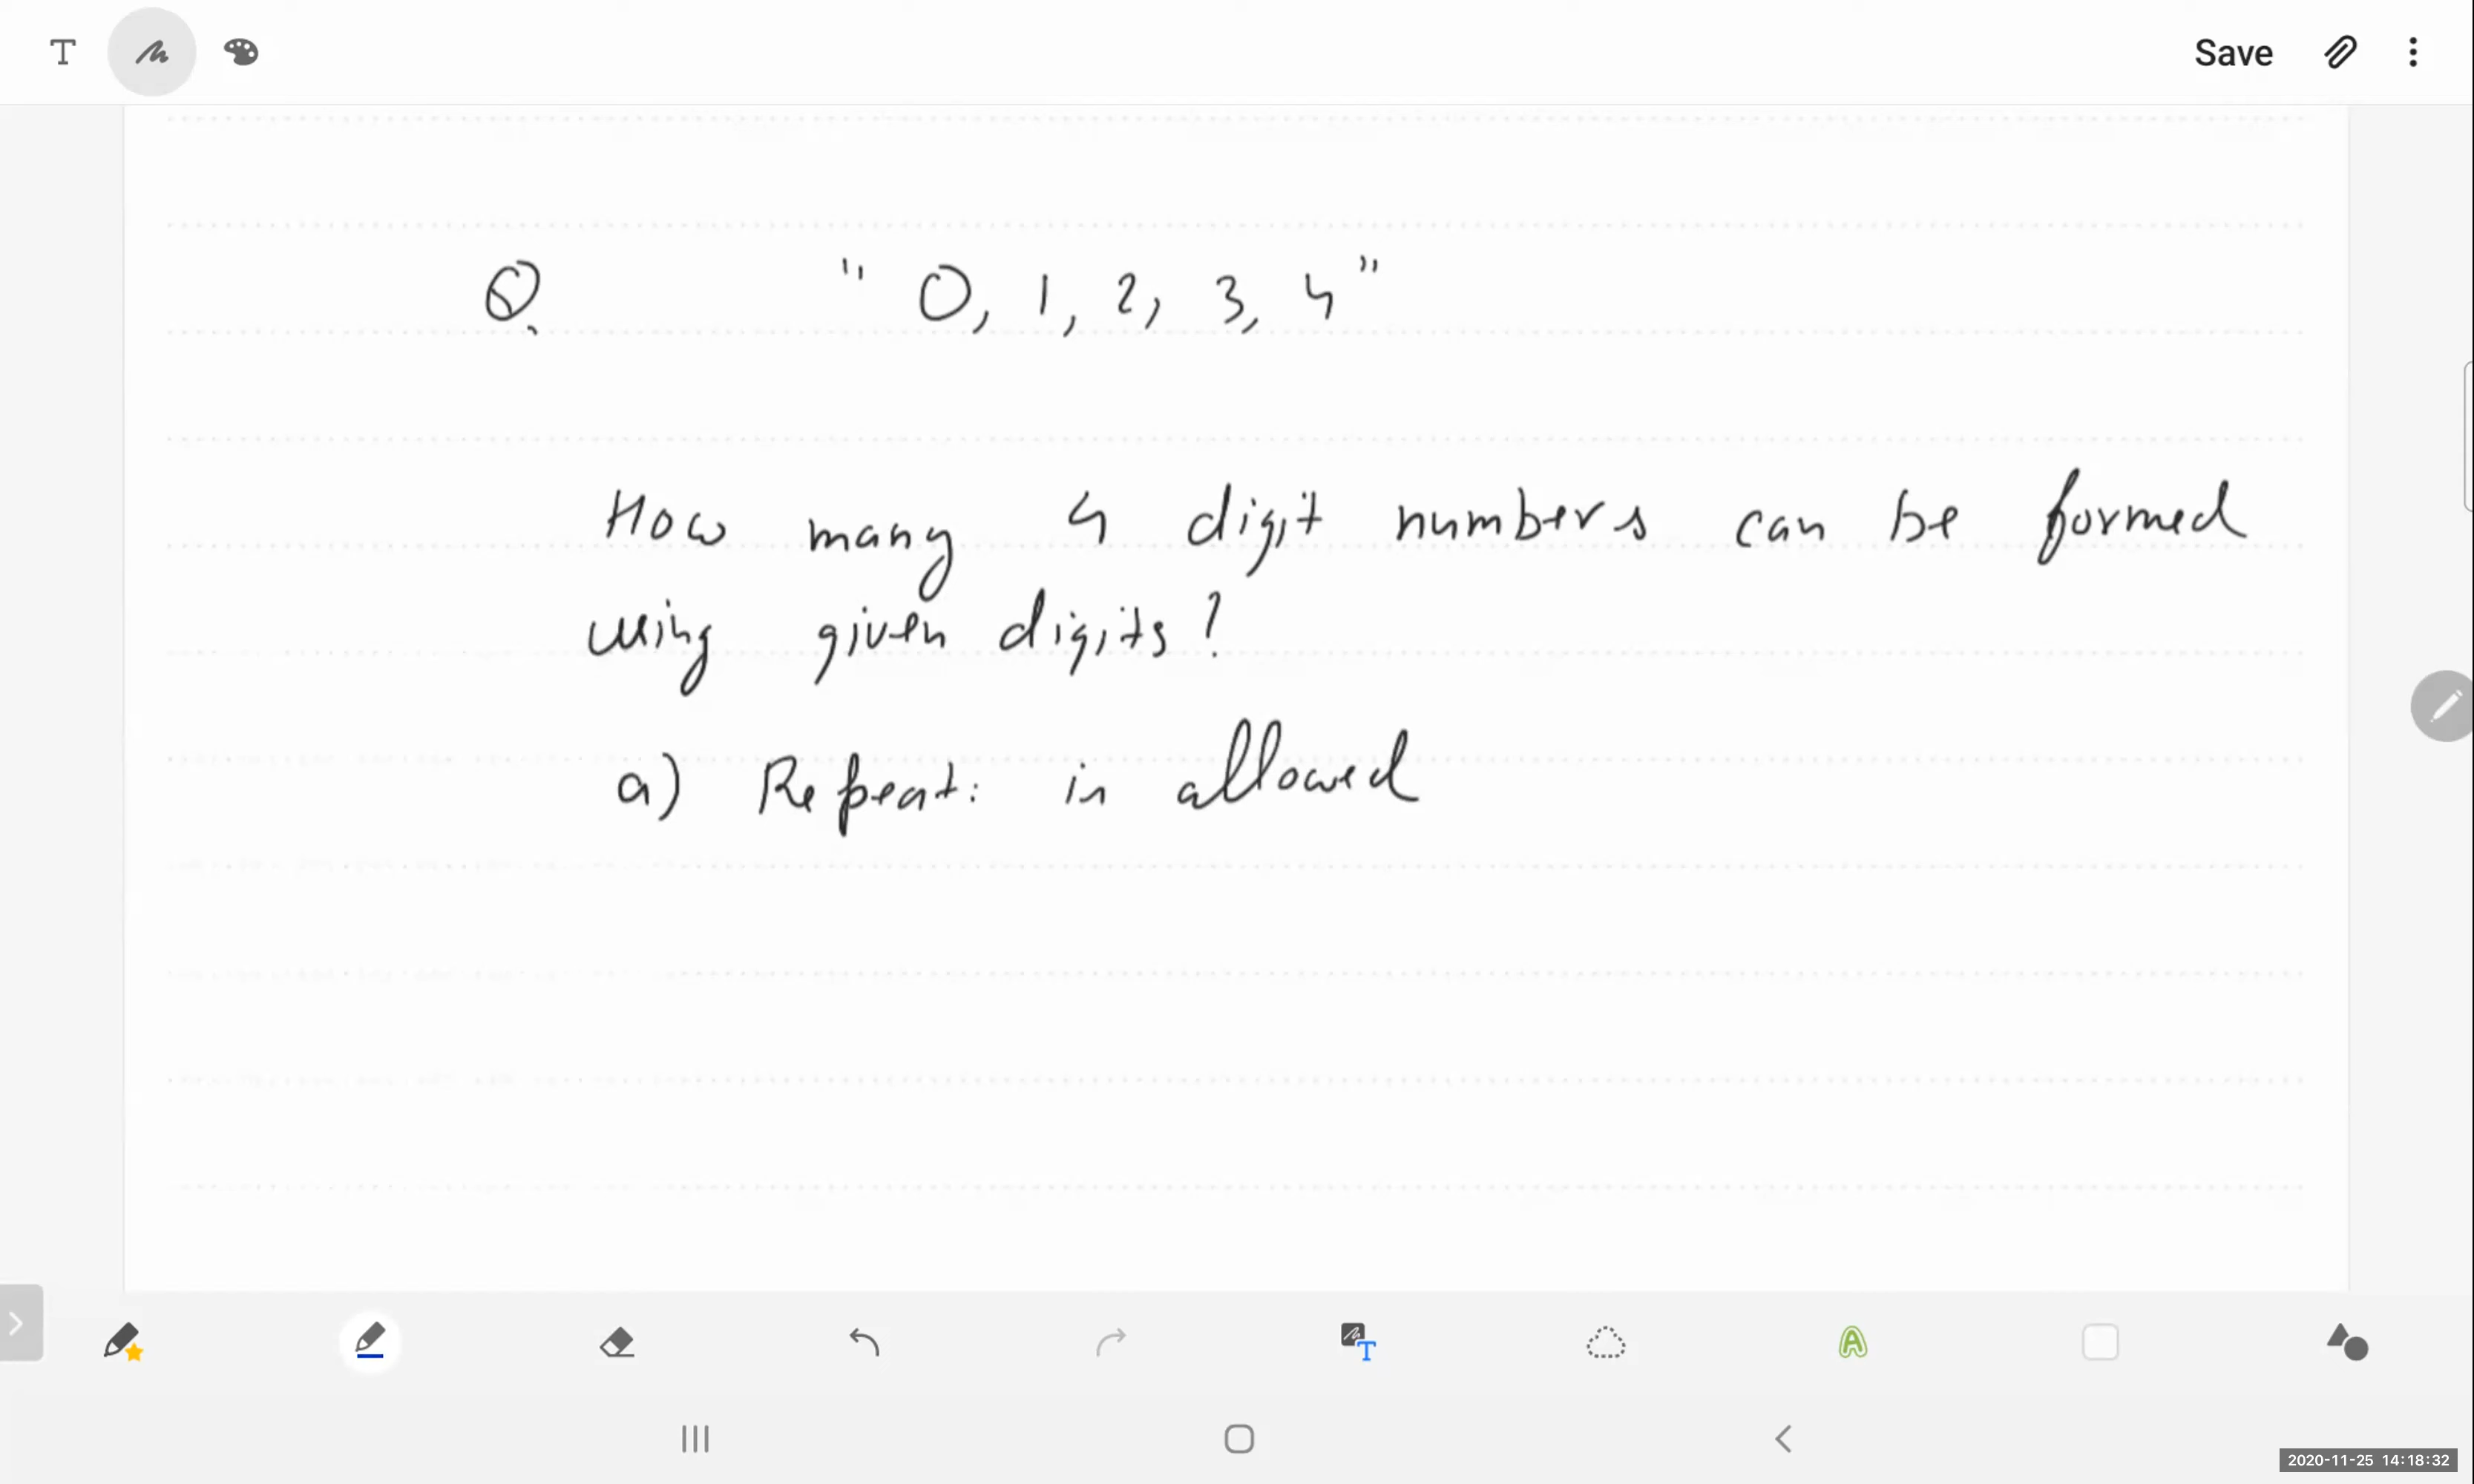 T Save
Q. " 0, 1, 2, 3, 4 "
How many 4 digit numbers can be formed
using given digits?
a) Repeat: is allowed
T
A
2020-11-25 14:18:32